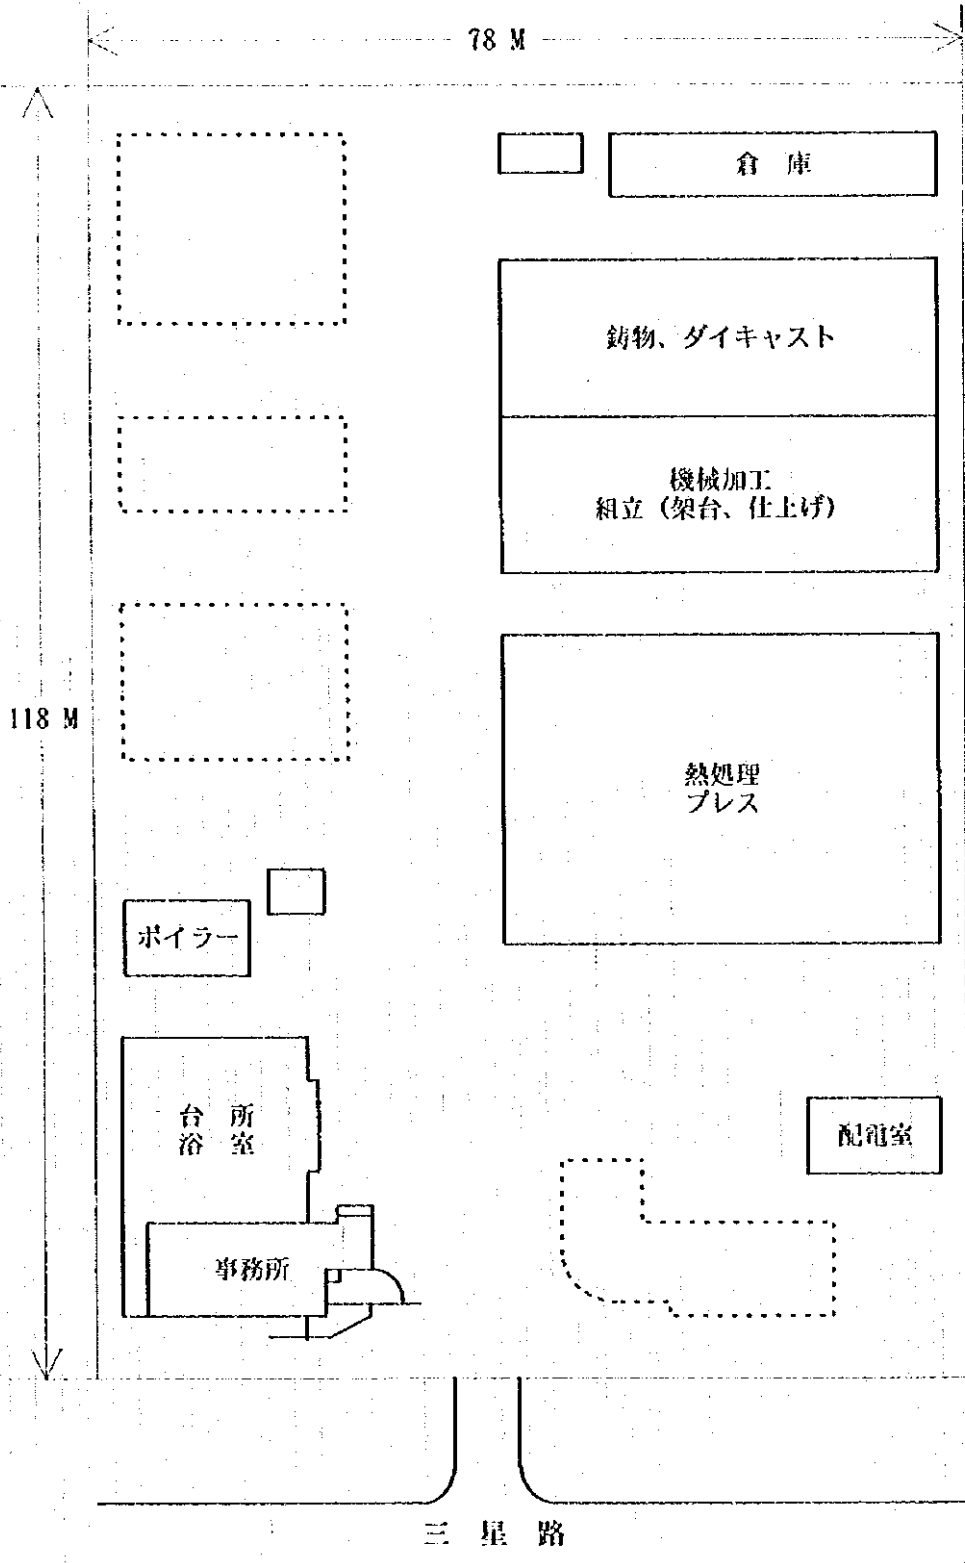 78 M
倉 庫
鋳物、ダイキャスト
機械加工
組立(架台、仕上げ)
118 M
熱処理
プレス
ボイラー
台 所
浴 室
配電室
事務所
三 星 路